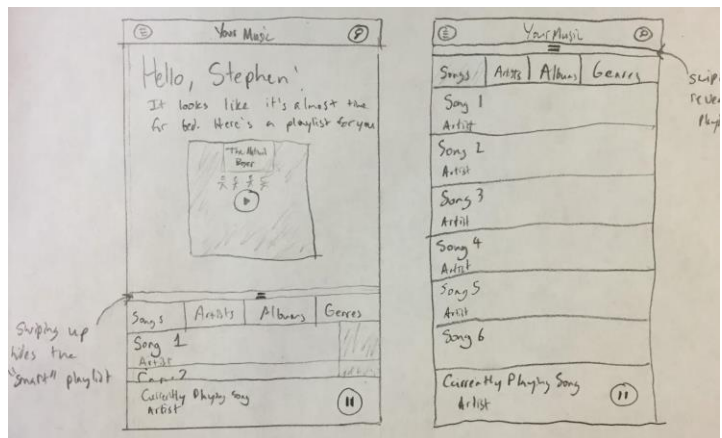 Your Music
Hello, Stephen!
It looks like it's almost time
for bed. Here's a playlist for you
The
Songs
Artists
Albums
Genres
Song 1
Artist
Song 2
Currently Playing Song
Artist
Swiping up
hides the
"smart" playlist
Your Music
Songs
Artists
Albums
Genres
Song 1
Artist
Song 2
Artist
Song 3
Artist
Song 4
Artist
Song 5
Artist
Song 6
Currently Playing Song
Artist